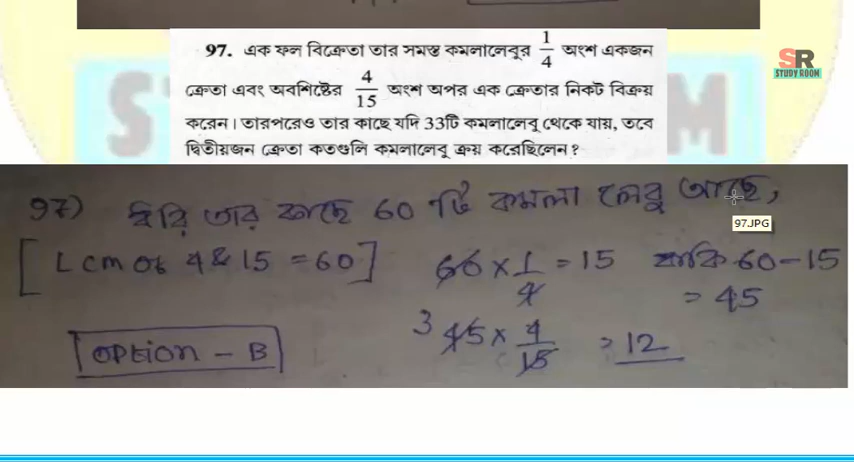 SR
STUDY ROOM
97. এক ফল বিক্রেতা তার সমস্ত কমলালেবুর 1/4 অংশ একজন
ক্রেতা এবং অবশিষ্টের 4/15 অংশ অপর এক ক্রেতার নিকট বিক্রয়
করেন। তারপরেও তার কাছে যদি 33টি কমলালেবু থেকে যায়, তবে
দ্বিতীয়জন ক্রেতা কতগুলি কমলালেবু ক্রয় করেছিলেন?
97) ধরি তার কাছে 60 টি কমলা লেবু আছে,
97.JPG
[Lcm of 4 & 15 = 60] 60 × 1/4 = 15 বাকি 60 - 15
= 45
option - B 3 45 × 4/15 = 12